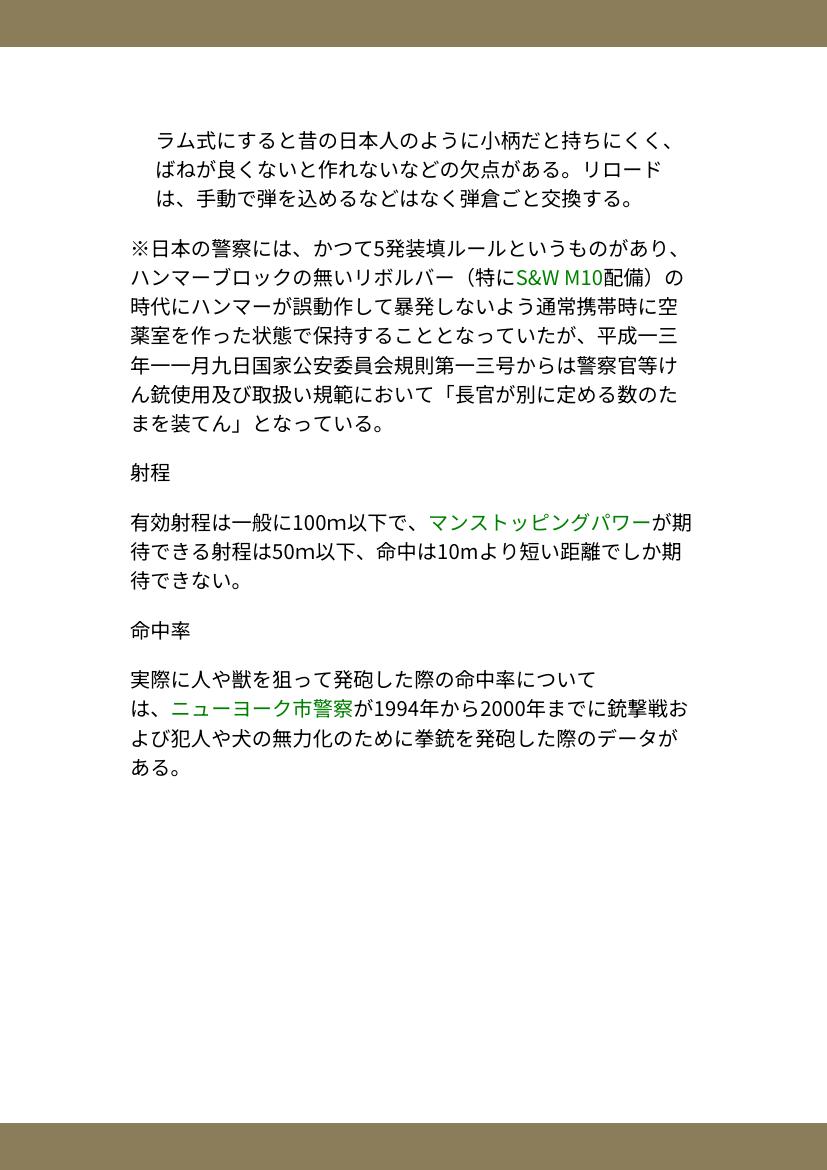 ラム式にすると昔の日本人のように小柄だと持ちにくく、
ばねが良くないと作れないなどの欠点がある。リロード
は、手動で弾を込めるなどはなく弾倉ごと交換する。
※日本の警察には、かつて5発装填ルールというものがあり、
ハンマーブロックの無いリボルバー（特にS&W M10配備）の
時代にハンマーが誤動作して暴発しないよう通常携帯時に空
薬室を作った状態で保持することとなっていたが、平成一三
年一一月九日国家公安委員会規則第一三号からは警察官等け
ん銃使用及び取扱い規範において「長官が別に定める数のた
まを装てん」となっている。
射程
有効射程は一般に100m以下で、マンストッピングパワーが期
待できる射程は50m以下、命中は10mより短い距離でしか期
待できない。
命中率
実際に人や獣を狙って発砲した際の命中率について
は、ニューヨーク市警察が1994年から2000年までに銃撃戦お
よび犯人や犬の無力化のために拳銃を発砲した際のデータが
ある。